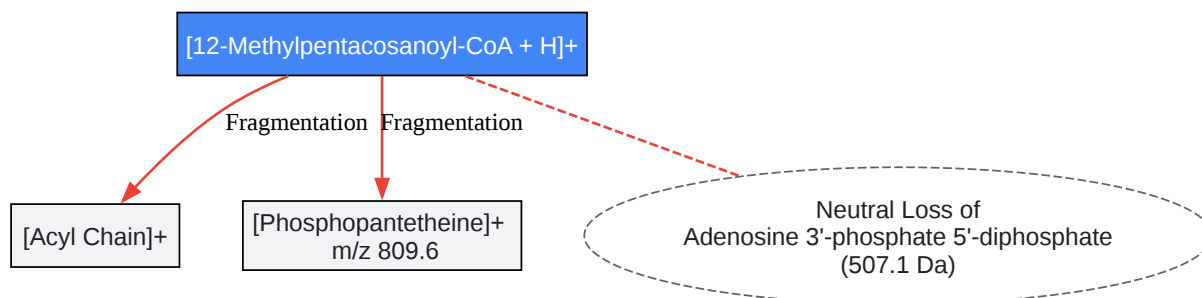 [12-Methylpentacosanoyl-CoA + H]+
Fragmentation
Fragmentation
[Acyl Chain]+
[Phosphopantetheine]+
m/z 809.6
Neutral Loss of
Adenosine 3'-phosphate 5'-diphosphate
(507.1 Da)